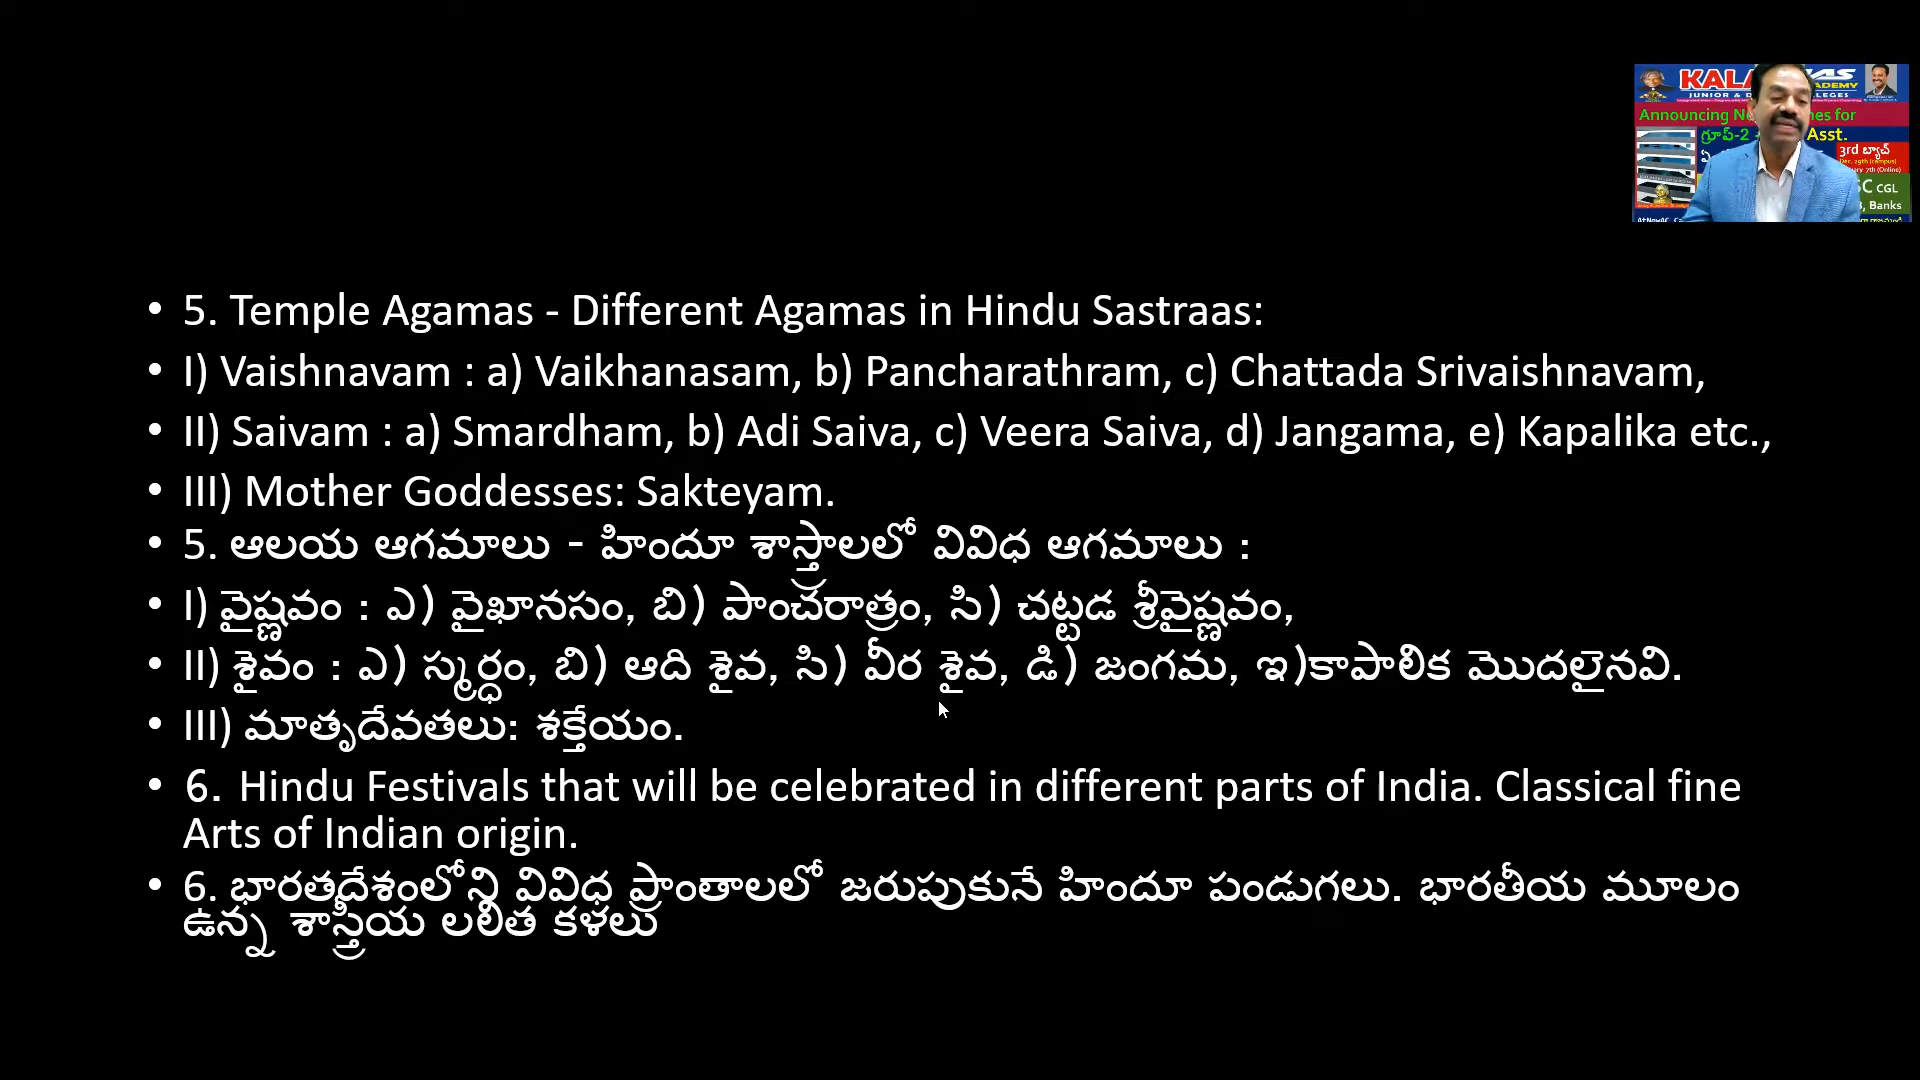 KALA
JUNIOR & D
Announcing Ne
గ్రూప్-2
Asst.
3rd బ్యాచ్
CGL
Banks
• 5. Temple Agamas - Different Agamas in Hindu Sastraas:
• I) Vaishnavam : a) Vaikhanasam, b) Pancharathram, c) Chattada Srivaishnavam,
• II) Saivam : a) Smardham, b) Adi Saiva, c) Veera Saiva, d) Jangama, e) Kapalika etc.,
• III) Mother Goddesses: Sakteyam.
• 5. ఆలయ ఆగమాలు - హిందూ శాస్త్రాలలో వివిధ ఆగమాలు :
• I) వైష్ణవం : ఎ) వైఖానసం, బి) పాంచరాత్రం, సి) చట్టడ శ్రీవైష్ణవం,
• II) శైవం : ఎ) స్మర్ధం, బి) ఆది శైవ, సి) వీర శైవ, డి) జంగమ, ఇ)కాపాలిక మొదలైనవి.
• III) మాతృదేవతలు: శక్తేయం.
• 6. Hindu Festivals that will be celebrated in different parts of India. Classical fine
Arts of Indian origin.
• 6. భారతదేశంలోని వివిధ ప్రాంతాలలో జరుపుకునే హిందూ పండుగలు. భారతీయ మూలం
ఉన్న శాస్త్రీయ లలిత కళలు